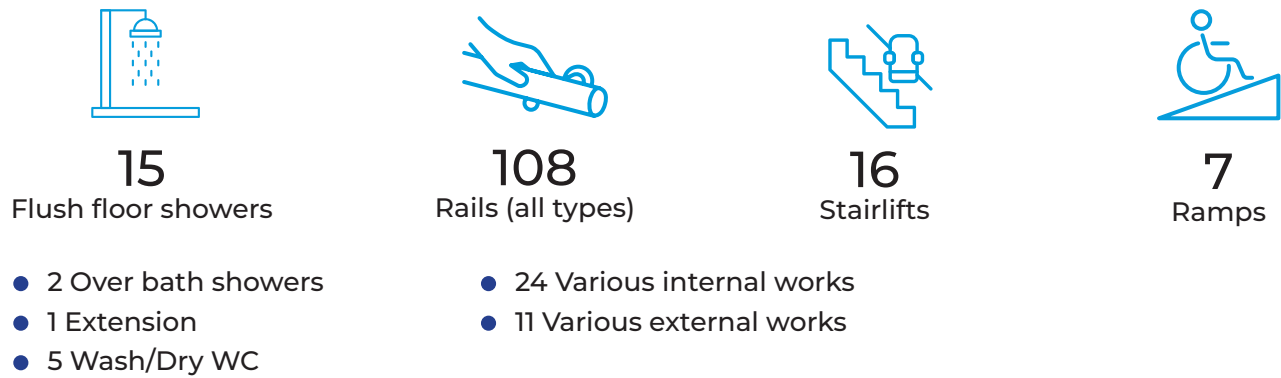 15
Flush floor showers
108
Rails (all types)
16
Stairlifts
7
Ramps
● 2 Over bath showers
● 1 Extension
● 5 Wash/Dry WC
● 24 Various internal works
● 11 Various external works